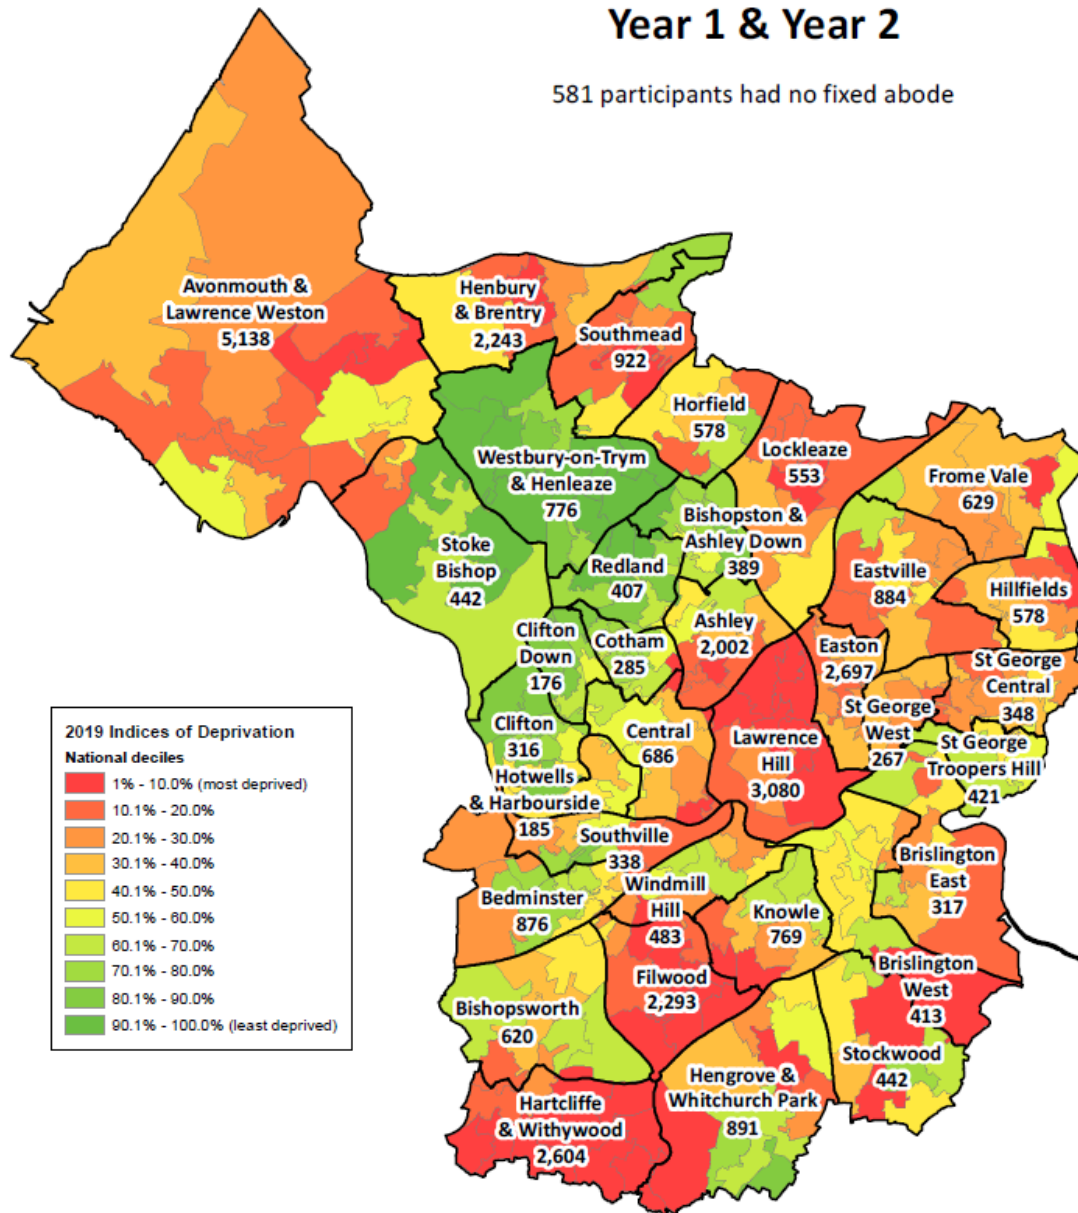 Year 1 & Year 2
581 participants had no fixed abode
Avonmouth &
Lawrence Weston
5,138
Henbury
& Brentry
2,243
Southmead
922
Horfield
578
Lockleaze
553
Frome Vale
629
Westbury-on-Trym
& Henleaze
776
Bishopston &
Ashley Down
389
Stoke
Bishop
442
Redland
407
Eastville
884
Hillfields
578
Ashley
2,002
Clifton
Down
176
Cotham
285
Easton
2,697
St George
Central
348
St George
West
267
Clifton
316
Central
686
Lawrence
Hill
3,080
St George
Troopers Hill
421
Hotwells
& Harbourside
185
Southville
338
Bedminster
876
Windmill
Hill
483
Knowle
769
Brislington
East
317
Filwood
2,293
Brislington
West
413
Bishopsworth
620
Stockwood
442
Hengrove &
Whitchurch Park
891
Hartcliffe
& Withywood
2,604
2019 Indices of Deprivation
National deciles
1% - 10.0% (most deprived)
10.1% - 20.0%
20.1% - 30.0%
30.1% - 40.0%
40.1% - 50.0%
50.1% - 60.0%
60.1% - 70.0%
70.1% - 80.0%
80.1% - 90.0%
90.1% - 100.0% (least deprived)